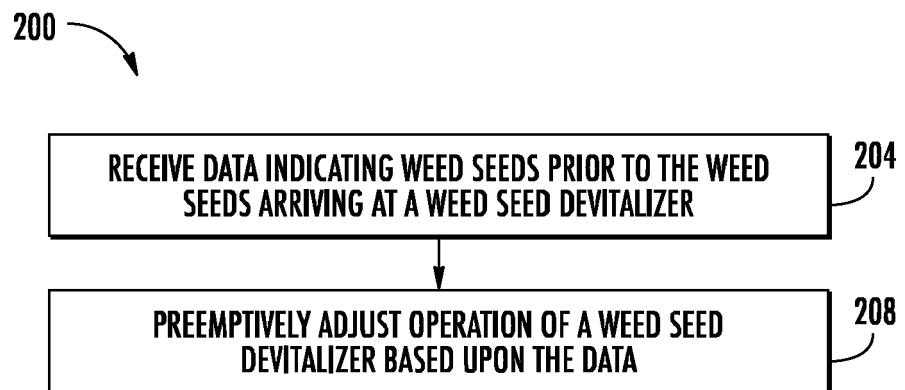 200
RECEIVE DATA INDICATING WEED SEEDS PRIOR TO THE WEED
SEEDS ARRIVING AT A WEED SEED DEVITALIZER
204
PREEMPTIVELY ADJUST OPERATION OF A WEED SEED
DEVITALIZER BASED UPON THE DATA
208